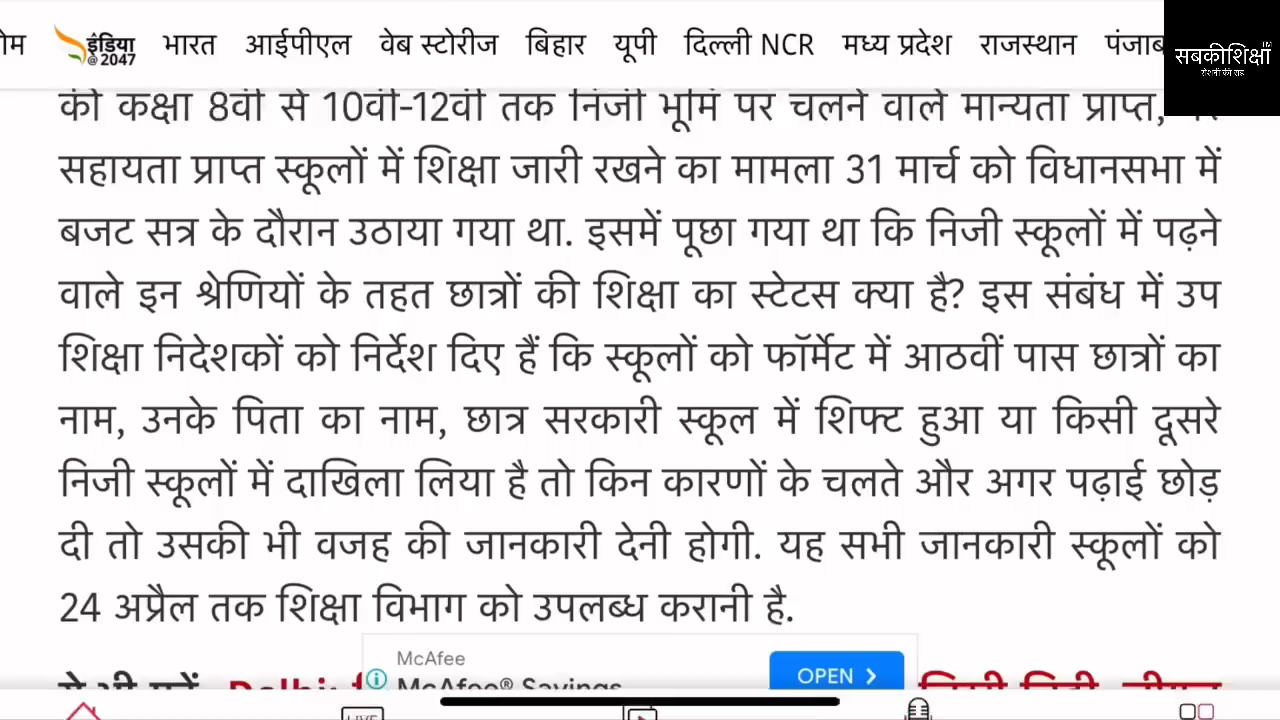 ोम इंडिया @ 2047 भारत आईपीएल वेब स्टोरीज बिहार यूपी दिल्ली NCR मध्य प्रदेश राजस्थान पंजाब
सबकीशिक्षा
की कक्षा 8वीं से 10वीं-12वीं तक निजी भूमि पर चलने वाले मान्यता प्राप्त,
सहायता प्राप्त स्कूलों में शिक्षा जारी रखने का मामला 31 मार्च को विधानसभा में
बजट सत्र के दौरान उठाया गया था. इसमें पूछा गया था कि निजी स्कूलों में पढ़ने
वाले इन श्रेणियों के तहत छात्रों की शिक्षा का स्टेटस क्या है? इस संबंध में उप
शिक्षा निदेशकों को निर्देश दिए हैं कि स्कूलों को फॉर्मेट में आठवीं पास छात्रों का
नाम, उनके पिता का नाम, छात्र सरकारी स्कूल में शिफ्ट हुआ या किसी दूसरे
निजी स्कूलों में दाखिला लिया है तो किन कारणों के चलते और अगर पढ़ाई छोड़
दी तो उसकी भी वजह की जानकारी देनी होगी. यह सभी जानकारी स्कूलों को
24 अप्रैल तक शिक्षा विभाग को उपलब्ध करानी है.
McAfee
McAfee® Savings
OPEN
LIVE